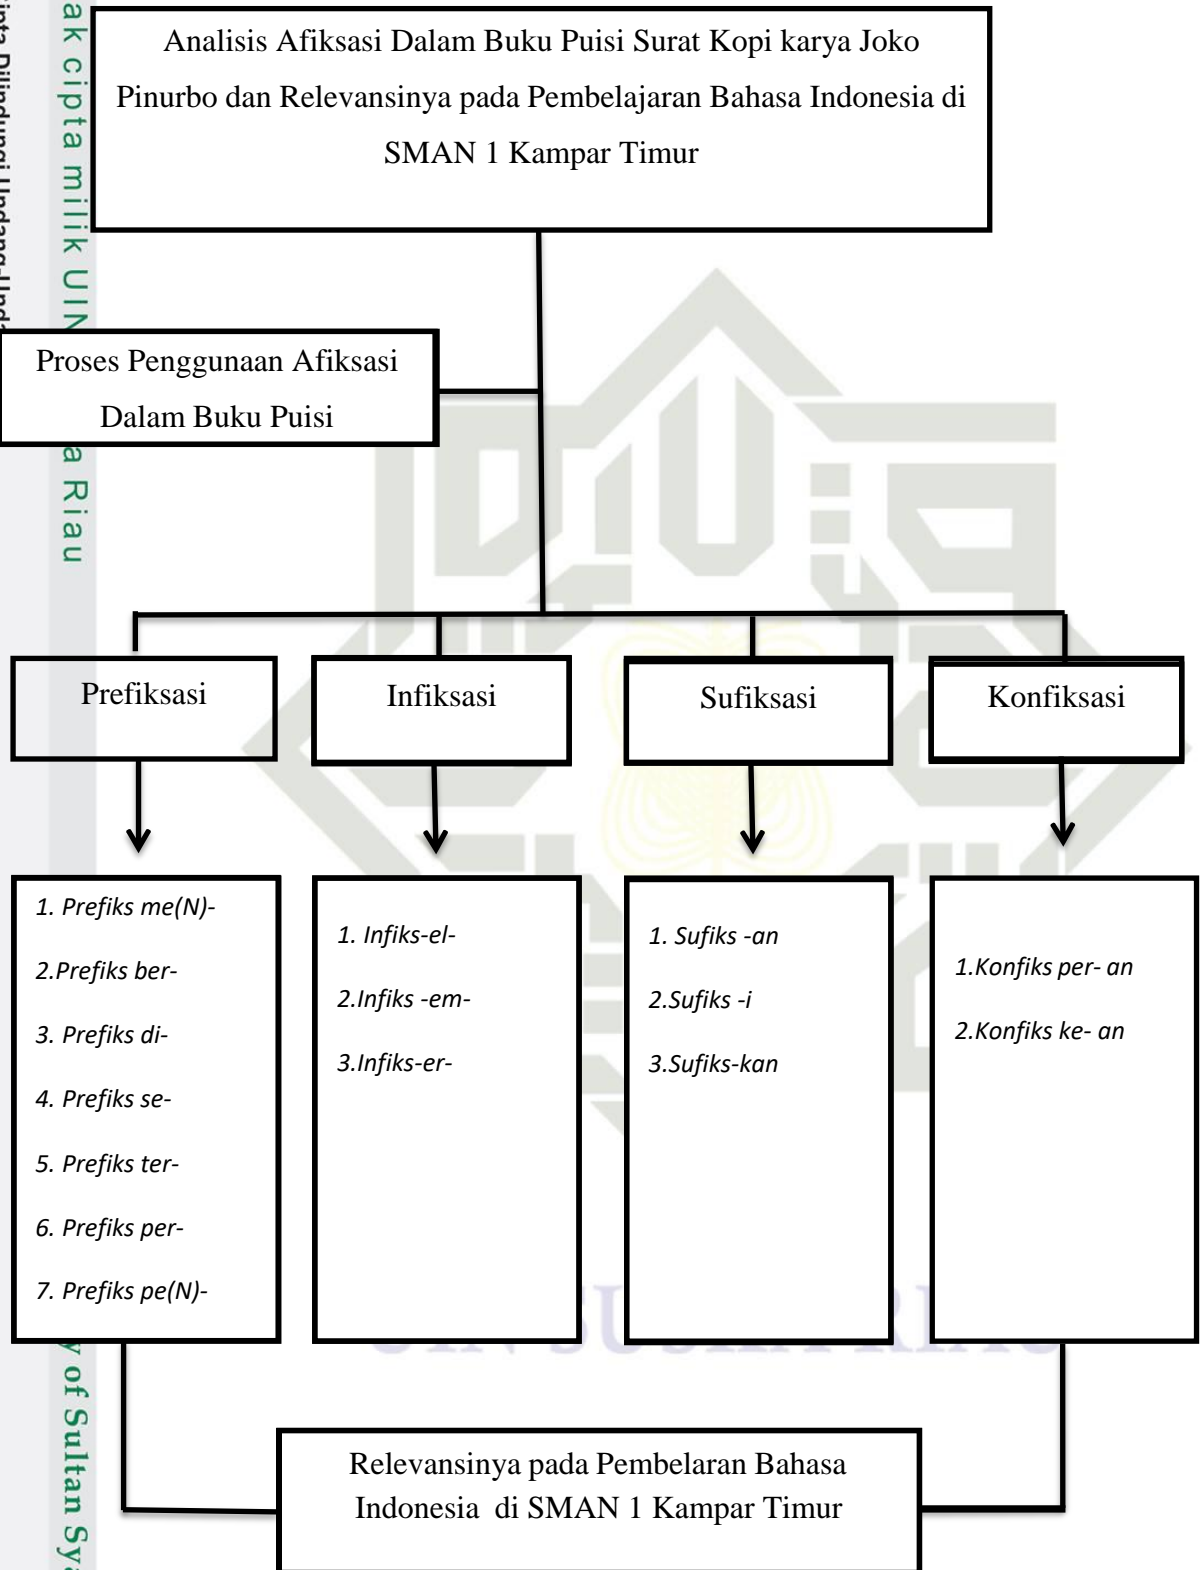 ak cipta milik UIN
a Riau
Analisis Afiksasi Dalam Buku Puisi Surat Kopi karya Joko
Pinurbo dan Relevansinya pada Pembelajaran Bahasa Indonesia di
SMAN 1 Kampar Timur
Proses Penggunaan Afiksasi
Dalam Buku Puisi
Prefiksasi
Infiksasi
Sufiksasi
Konfiksasi
1. Prefiks me(N)-
2.Prefiks ber-
3. Prefiks di-
4. Prefiks se-
5. Prefiks ter-
6. Prefiks per-
7. Prefiks pe(N)-
1. Infiks-el-
2.Infiks -em-
3.Infiks-er-
1. Sufiks -an
2.Sufiks -i
3.Sufiks-kan
1.Konfiks per- an
2.Konfiks ke- an
Relevansinya pada Pembelaran Bahasa
Indonesia  di SMAN 1 Kampar Timur
of Sultan